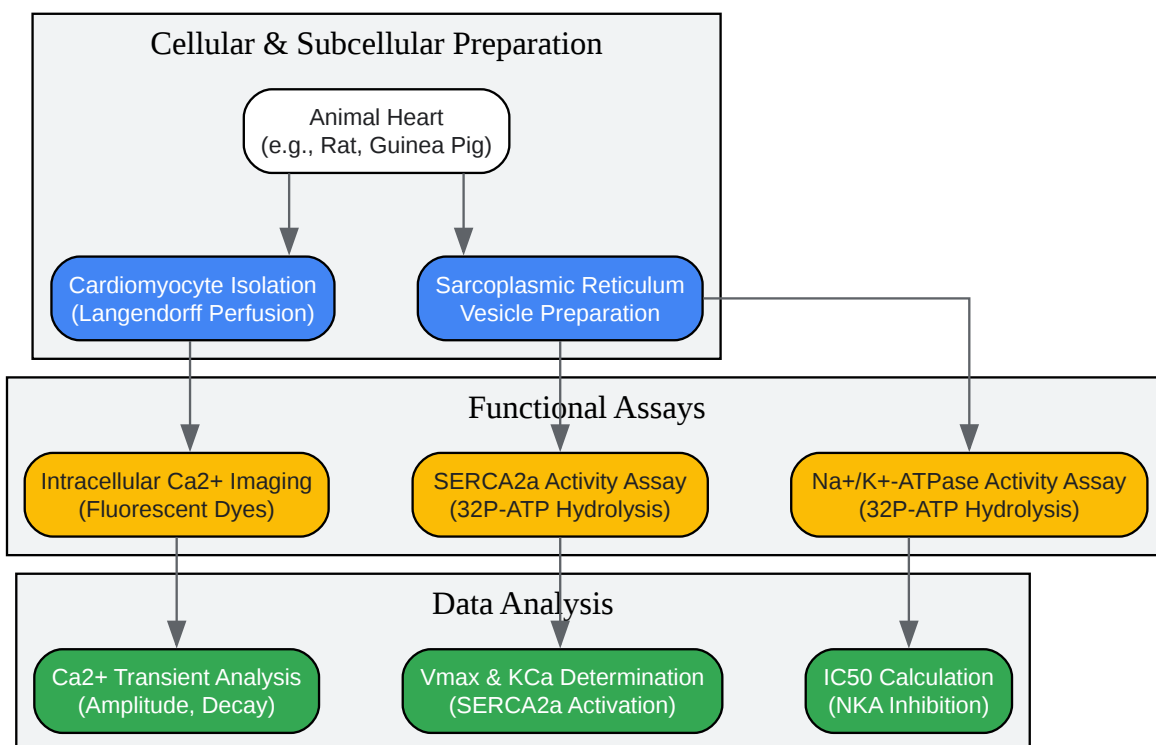 Cellular & Subcellular Preparation
Animal Heart
(e.g., Rat, Guinea Pig)
Cardiomyocyte Isolation
(Langendorff Perfusion)
Sarcoplasmic Reticulum
Vesicle Preparation
Functional Assays
Intracellular Ca2+ Imaging
(Fluorescent Dyes)
SERCA2a Activity Assay
(32P-ATP Hydrolysis)
Na+/K+-ATPase Activity Assay
(32P-ATP Hydrolysis)
Data Analysis
Ca2+ Transient Analysis
(Amplitude, Decay)
Vmax & KCa Determination
(SERCA2a Activation)
IC50 Calculation
(NKA Inhibition)